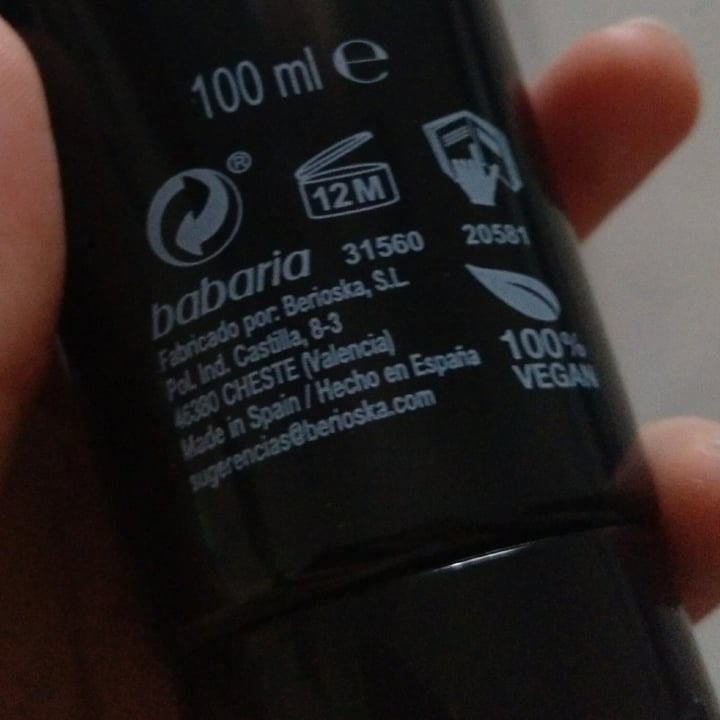 100 ml ℮
®
12M
31560
20581
babaria
Fabricado por: Berioska, S.L.
Pol. Ind. Castilla, 8-3
46380 CHESTE (Valencia)
Made in Spain / Hecho en España
sugerencias@berioska.com
100%
VEGAN